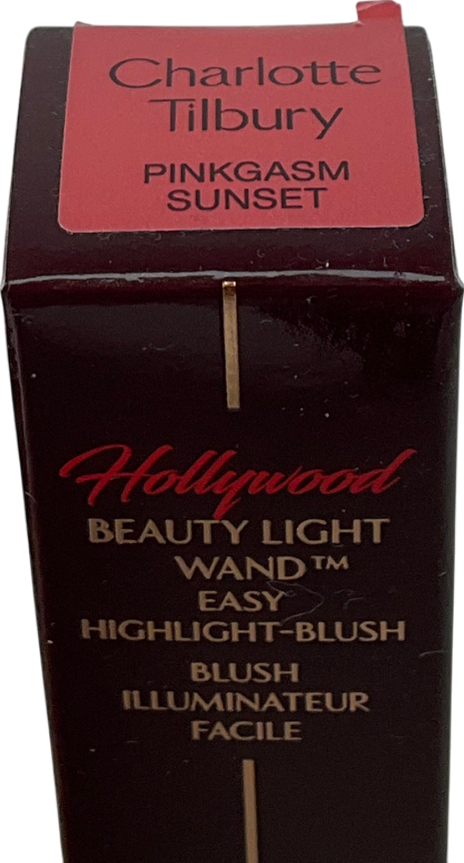 Charlotte
Tilbury
PINKGASM
SUNSET
Hollywood
BEAUTY LIGHT
WAND™
EASY
HIGHLIGHT-BLUSH
BLUSH
ILLUMINATEUR
FACILE